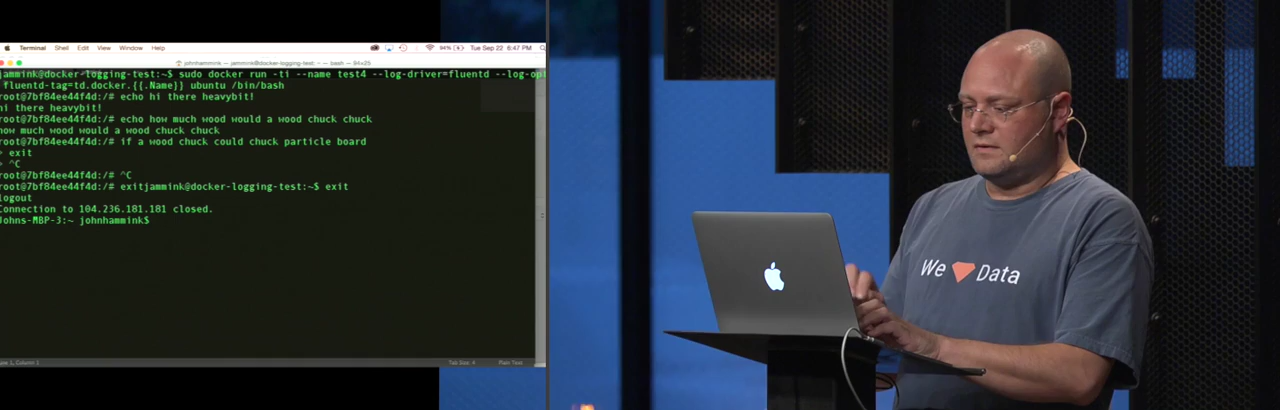 Terminal Shell Edit View Window Help 94% Tue Sep 22 6:47 PM
johnhammink — jammink@docker-logging-test: ~ — bash — 94×35
jammink@docker-logging-test:~$ sudo docker run -ti --name test4 --log-driver=fluentd --log-opt
fluentd-tag=td.docker.{{.Name}} ubuntu /bin/bash
root@7bf84ee44f4d:/# echo hi there heavybit!
hi there heavybit!
root@7bf84ee44f4d:/# echo how much wood would a wood chuck chuck
how much wood would a wood chuck chuck
root@7bf84ee44f4d:/# if a wood chuck could chuck particle board
> exit
> ^C
root@7bf84ee44f4d:/# ^C
root@7bf84ee44f4d:/# exitjammink@docker-logging-test:~$ exit
logout
Connection to 104.236.181.181 closed.
Johns-MBP-3:~ johnhammink$
1, Column 1 Tab Size: 4 Plain Text
We Data